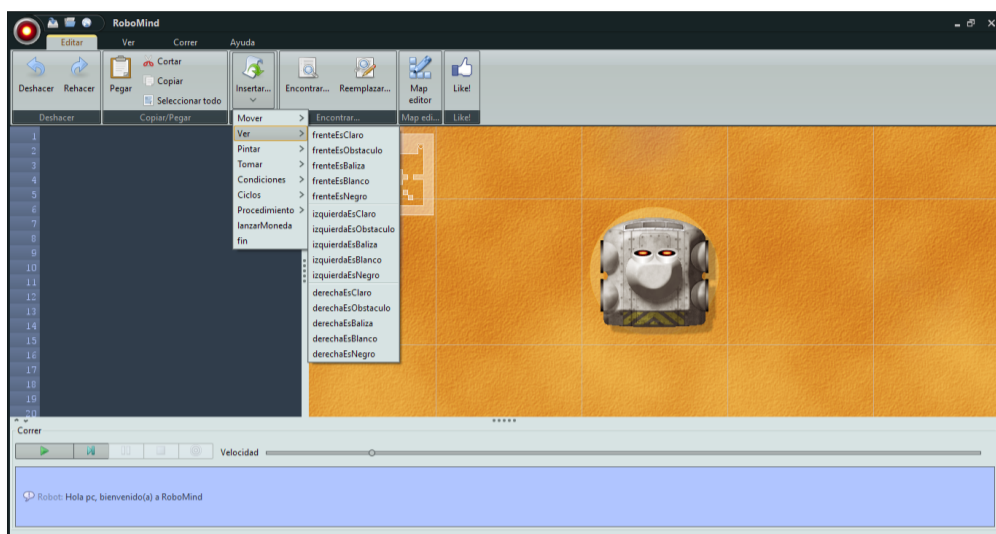 RoboMind
Editar Ver Correr Ayuda
Deshacer Rehacer Pegar Cortar Copiar Seleccionar todo Insertar... Encontrar... Reemplazar... Map editor Like!
Deshacer Copiar/Pegar Encontrar... Map edi... Like!
Mover
Ver
Pintar
Tomar
Condiciones
Ciclos
Procedimiento
lanzarMoneda
fin
frenteEsClaro
frenteEsObstaculo
frenteEsBaliza
frenteEsBlanco
frenteEsNegro
izquierdaEsClaro
izquierdaEsObstaculo
izquierdaEsBaliza
izquierdaEsBlanco
izquierdaEsNegro
derechaEsClaro
derechaEsObstaculo
derechaEsBaliza
derechaEsBlanco
derechaEsNegro
1
2
3
4
5
6
7
8
9
10
11
12
13
14
15
16
17
18
19
20
Correr
Velocidad
Robot: Hola pc, bienvenido(a) a RoboMind